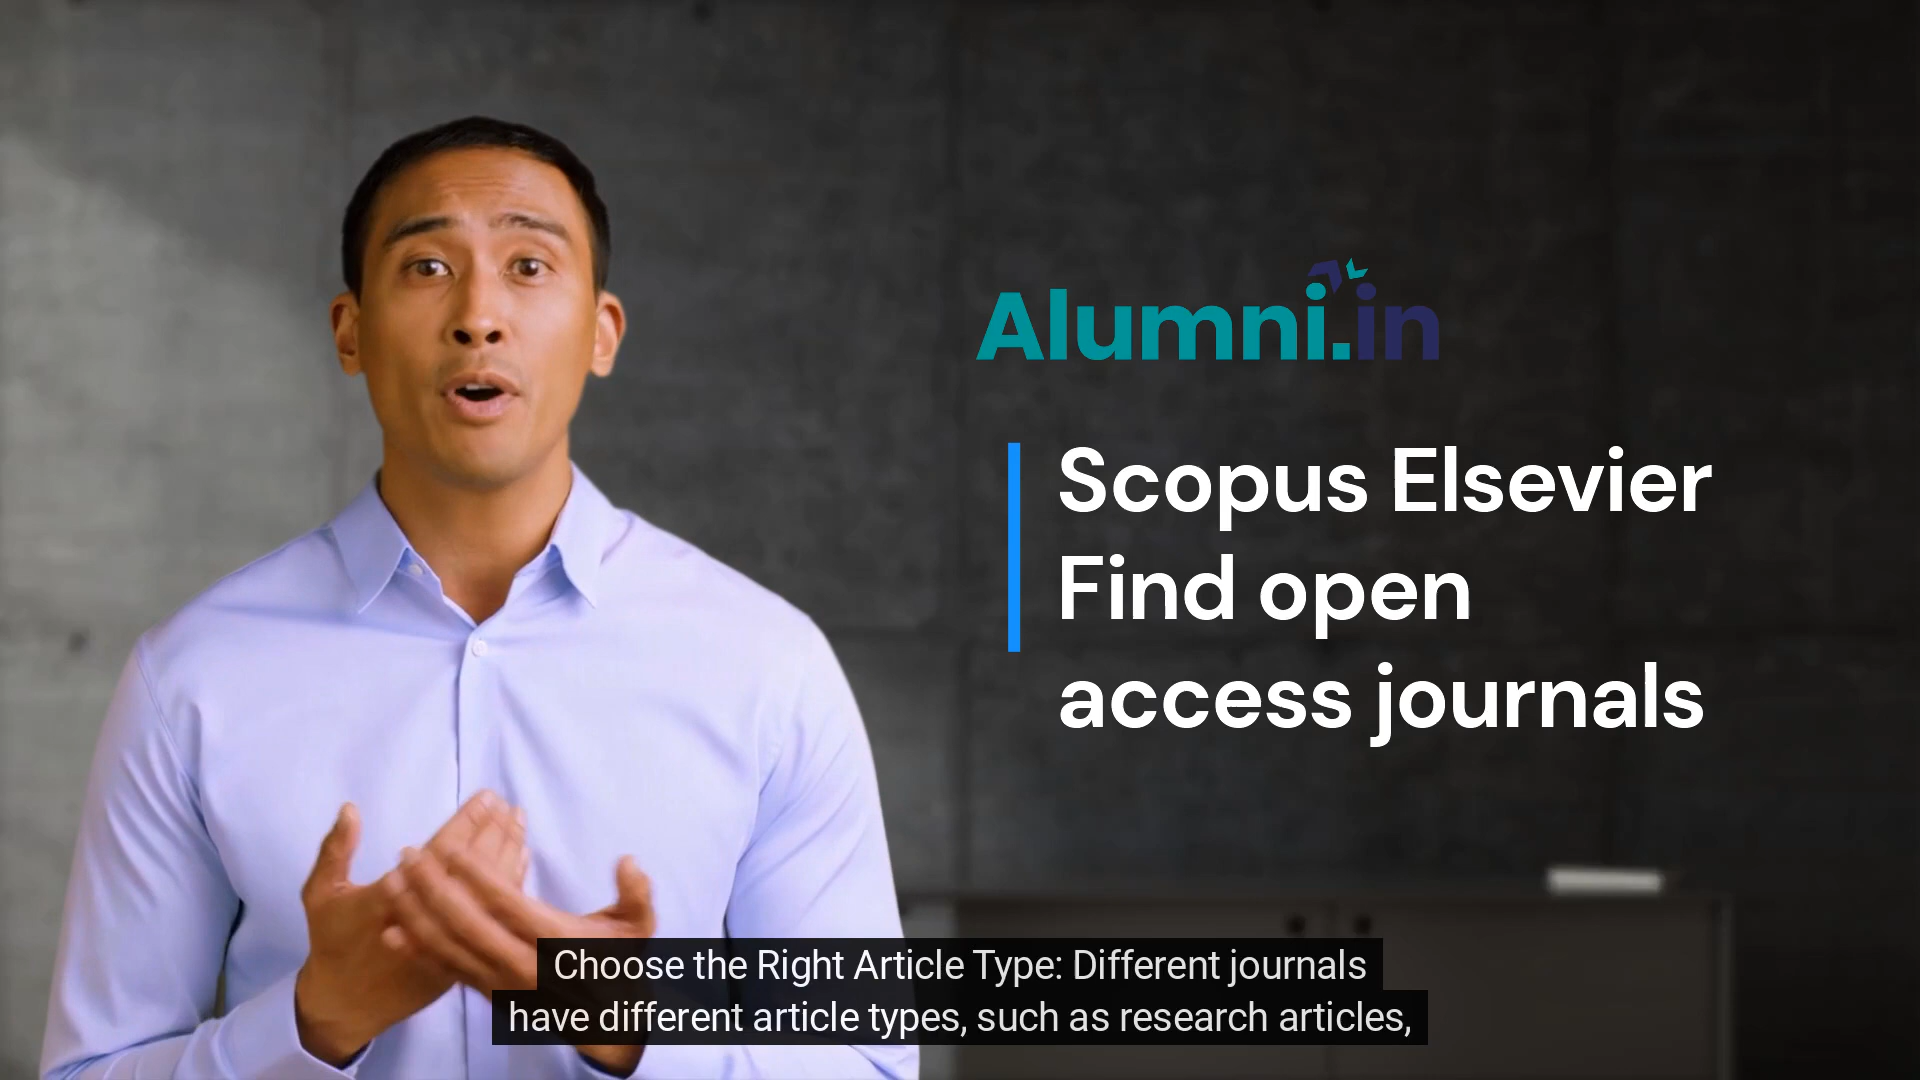 Alumni.in
Scopus Elsevier
Find open
access journals
Choose the Right Article Type: Different journals
have different article types, such as research articles,